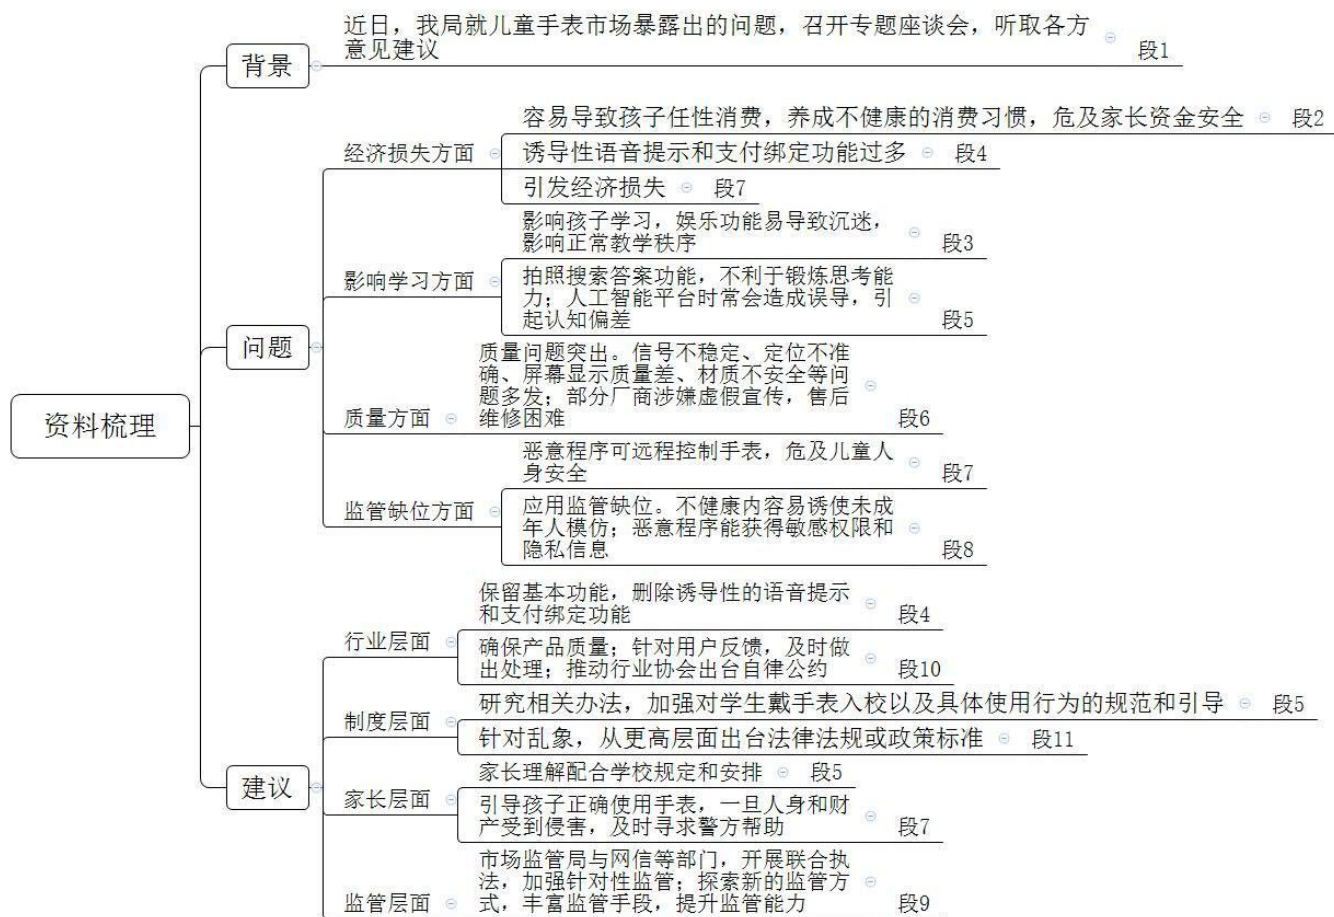 近日，我局就儿童手表市场暴露出的问题，召开专题座谈会，听取各方
意见建议
段1
背景
容易导致孩子任性消费，养成不健康的消费习惯，危及家长资金安全
段2
经济损失方面
诱导性语音提示和支付绑定功能过多
段4
引发经济损失
段7
影响孩子学习，娱乐功能易导致沉迷，
影响正常教学秩序
段3
影响学习方面
拍照搜索答案功能，不利于锻炼思考能
力；人工智能平台时常会造成误导，引
起认知偏差
段5
问题
质量问题突出。信号不稳定、定位不准
确、屏幕显示质量差、材质不安全等问
题多发；部分厂商涉嫌虚假宣传，售后
维修困难
段6
质量方面
资料梳理
恶意程序可远程控制手表，危及儿童人
身安全
段7
监管缺位方面
应用监管缺位。不健康内容易诱使未成
年人模仿；恶意程序能获得敏感权限和
隐私信息
段8
保留基本功能，删除诱导性的语音提示
和支付绑定功能
段4
行业层面
确保产品质量；针对用户反馈，及时做
出处理；推动行业协会出台自律公约
段10
研究相关办法，加强对学生戴手表入校以及具体使用行为的规范和引导
段5
制度层面
针对乱象，从更高层面出台法律法规或政策标准
段11
建议
家长理解配合学校规定和安排
段5
家长层面
引导孩子正确使用手表，一旦人身和财
产受到侵害，及时寻求警方帮助
段7
市场监管局与网信等部门，开展联合执
法，加强针对性监管；探索新的监管方
式，丰富监管手段，提升监管能力
段9
监管层面